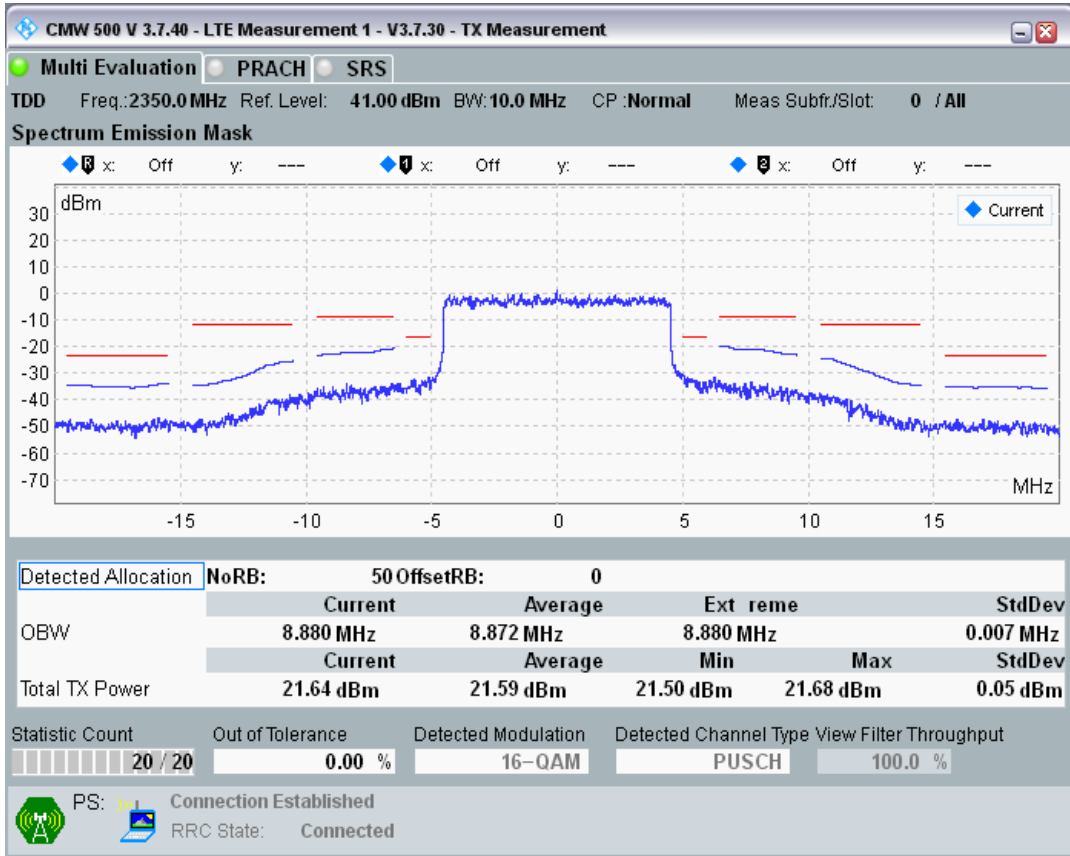 CMW 500 V 3.7.40 - LTE Measurement 1 - V3.7.30 - TX Measurement
Multi Evaluation PRACH SRS
TDD Freq.:2350.0 MHz Ref. Level: 41.00 dBm BW: 10.0 MHz CP :Normal Meas Subfr./Slot: 0 / All
Spectrum Emission Mask
R x: Off y: --- 1 x: Off y: --- 2 x: Off y: ---
dBm
Current
30
20
10
0
-10
-20
-30
-40
-50
-60
-70
MHz
-15 -10 -5 0 5 10 15
Detected Allocation NoRB: 50 OffsetRB: 0
Current Average Ext reme StdDev
OBW 8.880 MHz 8.872 MHz 8.880 MHz 0.007 MHz
Current Average Min Max StdDev
Total TX Power 21.64 dBm 21.59 dBm 21.50 dBm 21.68 dBm 0.05 dBm
Statistic Count Out of Tolerance Detected Modulation Detected Channel Type View Filter Throughput
20 / 20 0.00 % 16-QAM PUSCH 100.0 %
PS: Connection Established
RRC State: Connected